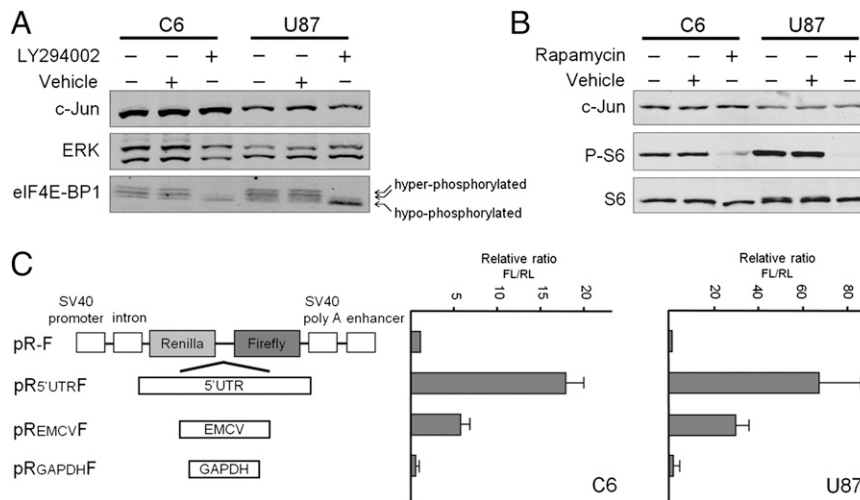 A
C6 U87
LY294002 − − + − − +
Vehicle − + − − + −
c-Jun
ERK
eIF4E-BP1
hyper-phosphorylated
hypo-phosphorylated
B
C6 U87
Rapamycin − − + − − +
Vehicle − + − − + −
c-Jun
P-S6
S6
C
SV40 promoter
intron
SV40 poly A
enhancer
pR-F
Renilla
Firefly
pR5'UTRF
5'UTR
pREMCVF
EMCV
pRGAPDHF
GAPDH
Relative ratio
FL/RL
5 10 15 20
C6
Relative ratio
FL/RL
20 40 60 80
U87